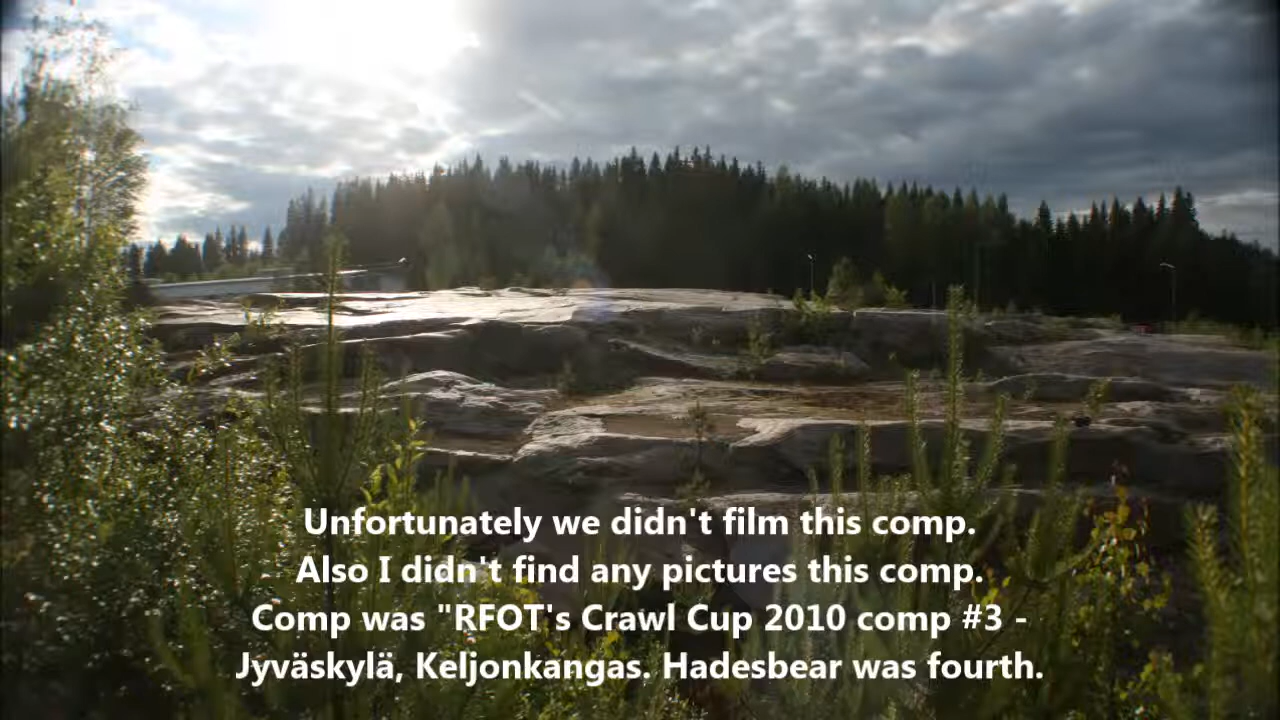 Unfortunately we didn't film this comp.
Also I didn't find any pictures this comp.
Comp was "RFOT's Crawl Cup 2010 comp #3 -
Jyväskylä, Keljonkangas. Hadesbear was fourth.